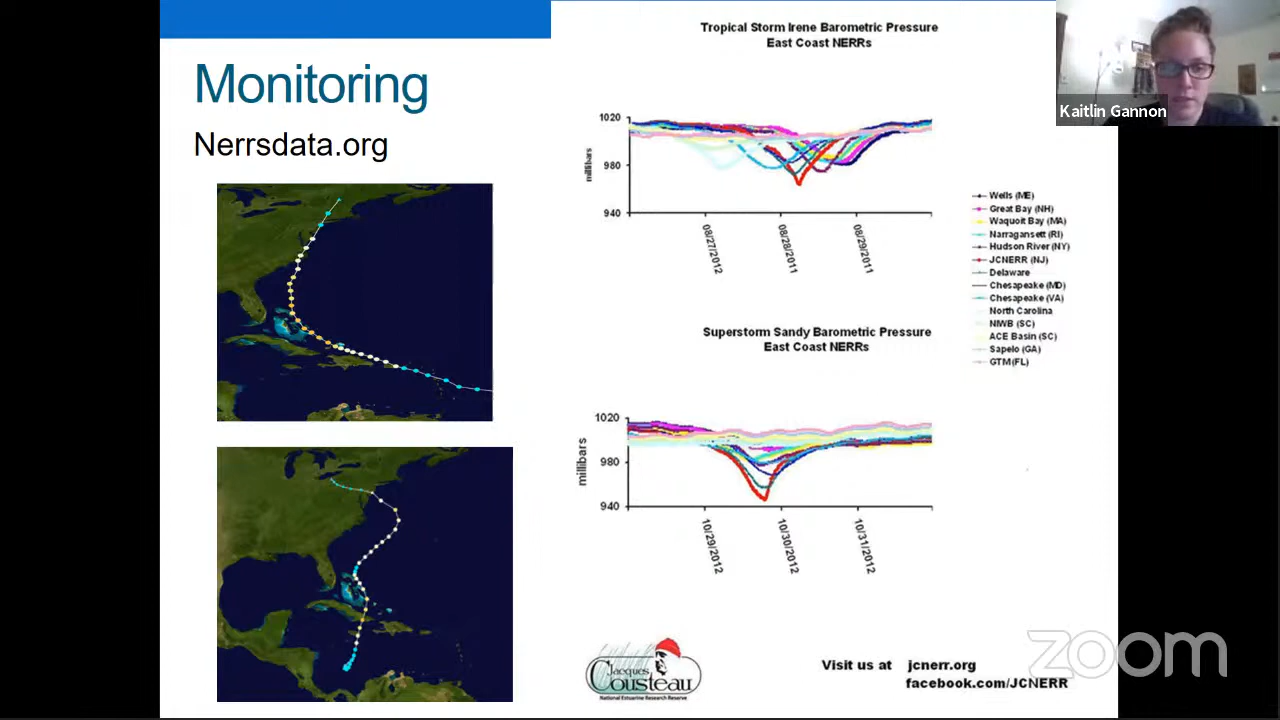 Monitoring
Nerrsdata.org
Tropical Storm Irene Barometric Pressure
East Coast NERRs
1020
980
940
millibars
08/27/2012
08/28/2011
08/29/2011
Wells (ME)
Great Bay (NH)
Waquoit Bay (MA)
Narragansett (RI)
Hudson River (NY)
JCNERR (NJ)
Delaware
Chesapeake (MD)
Chesapeake (VA)
North Carolina
NIWB (SC)
ACE Basin (SC)
Sapelo (GA)
GTM (FL)
Superstorm Sandy Barometric Pressure
East Coast NERRs
1020
980
940
millibars
10/29/2012
10/30/2012
10/31/2012
Jacques
Cousteau
National Estuarine Research Reserve
Visit us at jcnerr.org
facebook.com/JCNERR
Kaitlin Gannon
zoom